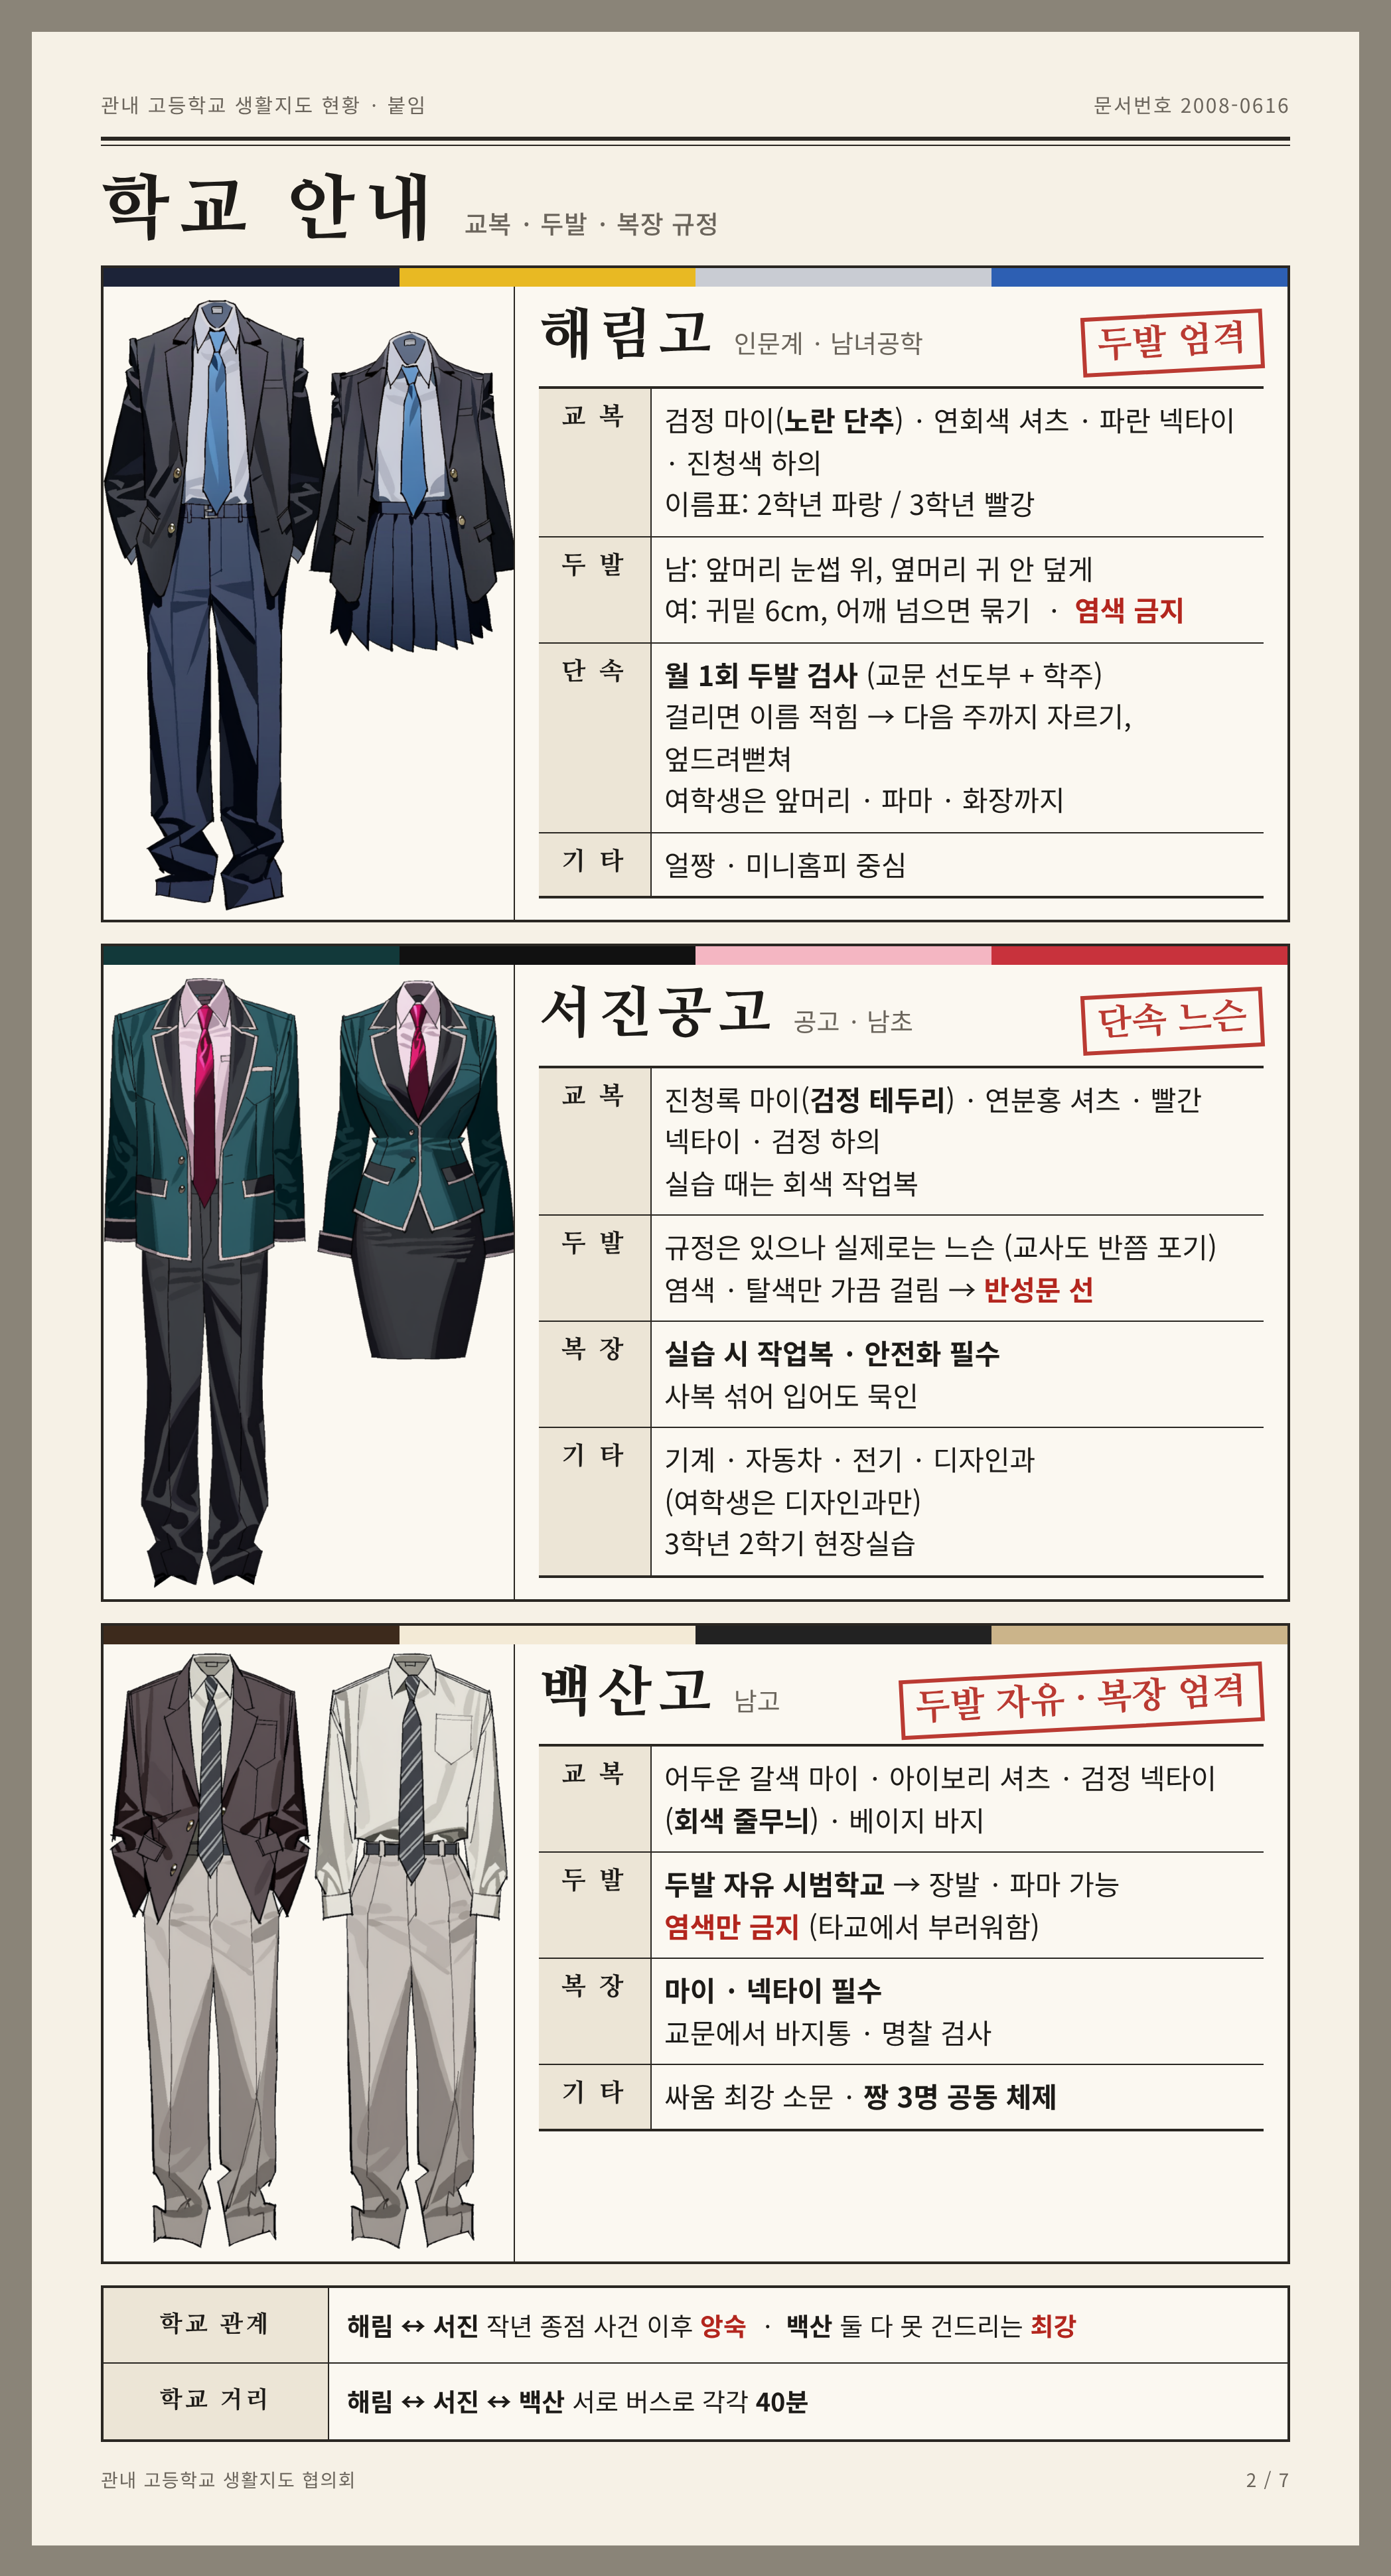 관내 고등학교 생활지도 현황 · 붙임
문서번호 2008-0616
학교 안내
교복 · 두발 · 복장 규정
해림고
인문계 · 남녀공학
두발 엄격
교복
검정 마이(노란 단추) · 연회색 셔츠 · 파란 넥타이
· 진청색 하의
이름표: 2학년 파랑 / 3학년 빨강
두발
남: 앞머리 눈썹 위, 옆머리 귀 안 덮게
여: 귀밑 6cm, 어깨 넘으면 묶기 · 염색 금지
단속
월 1회 두발 검사 (교문 선도부 + 학주)
걸리면 이름 적힘 → 다음 주까지 자르기,
엎드려뻗쳐
여학생은 앞머리 · 파마 · 화장까지
기타
얼짱 · 미니홈피 중심
서진공고
공고 · 남초
단속 느슨
교복
진청록 마이(검정 테두리) · 연분홍 셔츠 · 빨간
넥타이 · 검정 하의
실습 때는 회색 작업복
두발
규정은 있으나 실제로는 느슨 (교사도 반쯤 포기)
염색 · 탈색만 가끔 걸림 → 반성문 선
복장
실습 시 작업복 · 안전화 필수
사복 섞어 입어도 묵인
기타
기계 · 자동차 · 전기 · 디자인과
(여학생은 디자인과만)
3학년 2학기 현장실습
백산고
남고
두발 자유 · 복장 엄격
교복
어두운 갈색 마이 · 아이보리 셔츠 · 검정 넥타이
(회색 줄무늬) · 베이지 바지
두발
두발 자유 시범학교 → 장발 · 파마 가능
염색만 금지 (타교에서 부러워함)
복장
마이 · 넥타이 필수
교문에서 바지통 · 명찰 검사
기타
싸움 최강 소문 · 짱 3명 공동 체제
학교 관계
해림 ↔ 서진 작년 종점 사건 이후 앙숙 · 백산 둘 다 못 건드리는 최강
학교 거리
해림 ↔ 서진 ↔ 백산 서로 버스로 각각 40분
관내 고등학교 생활지도 협의회
2 / 7